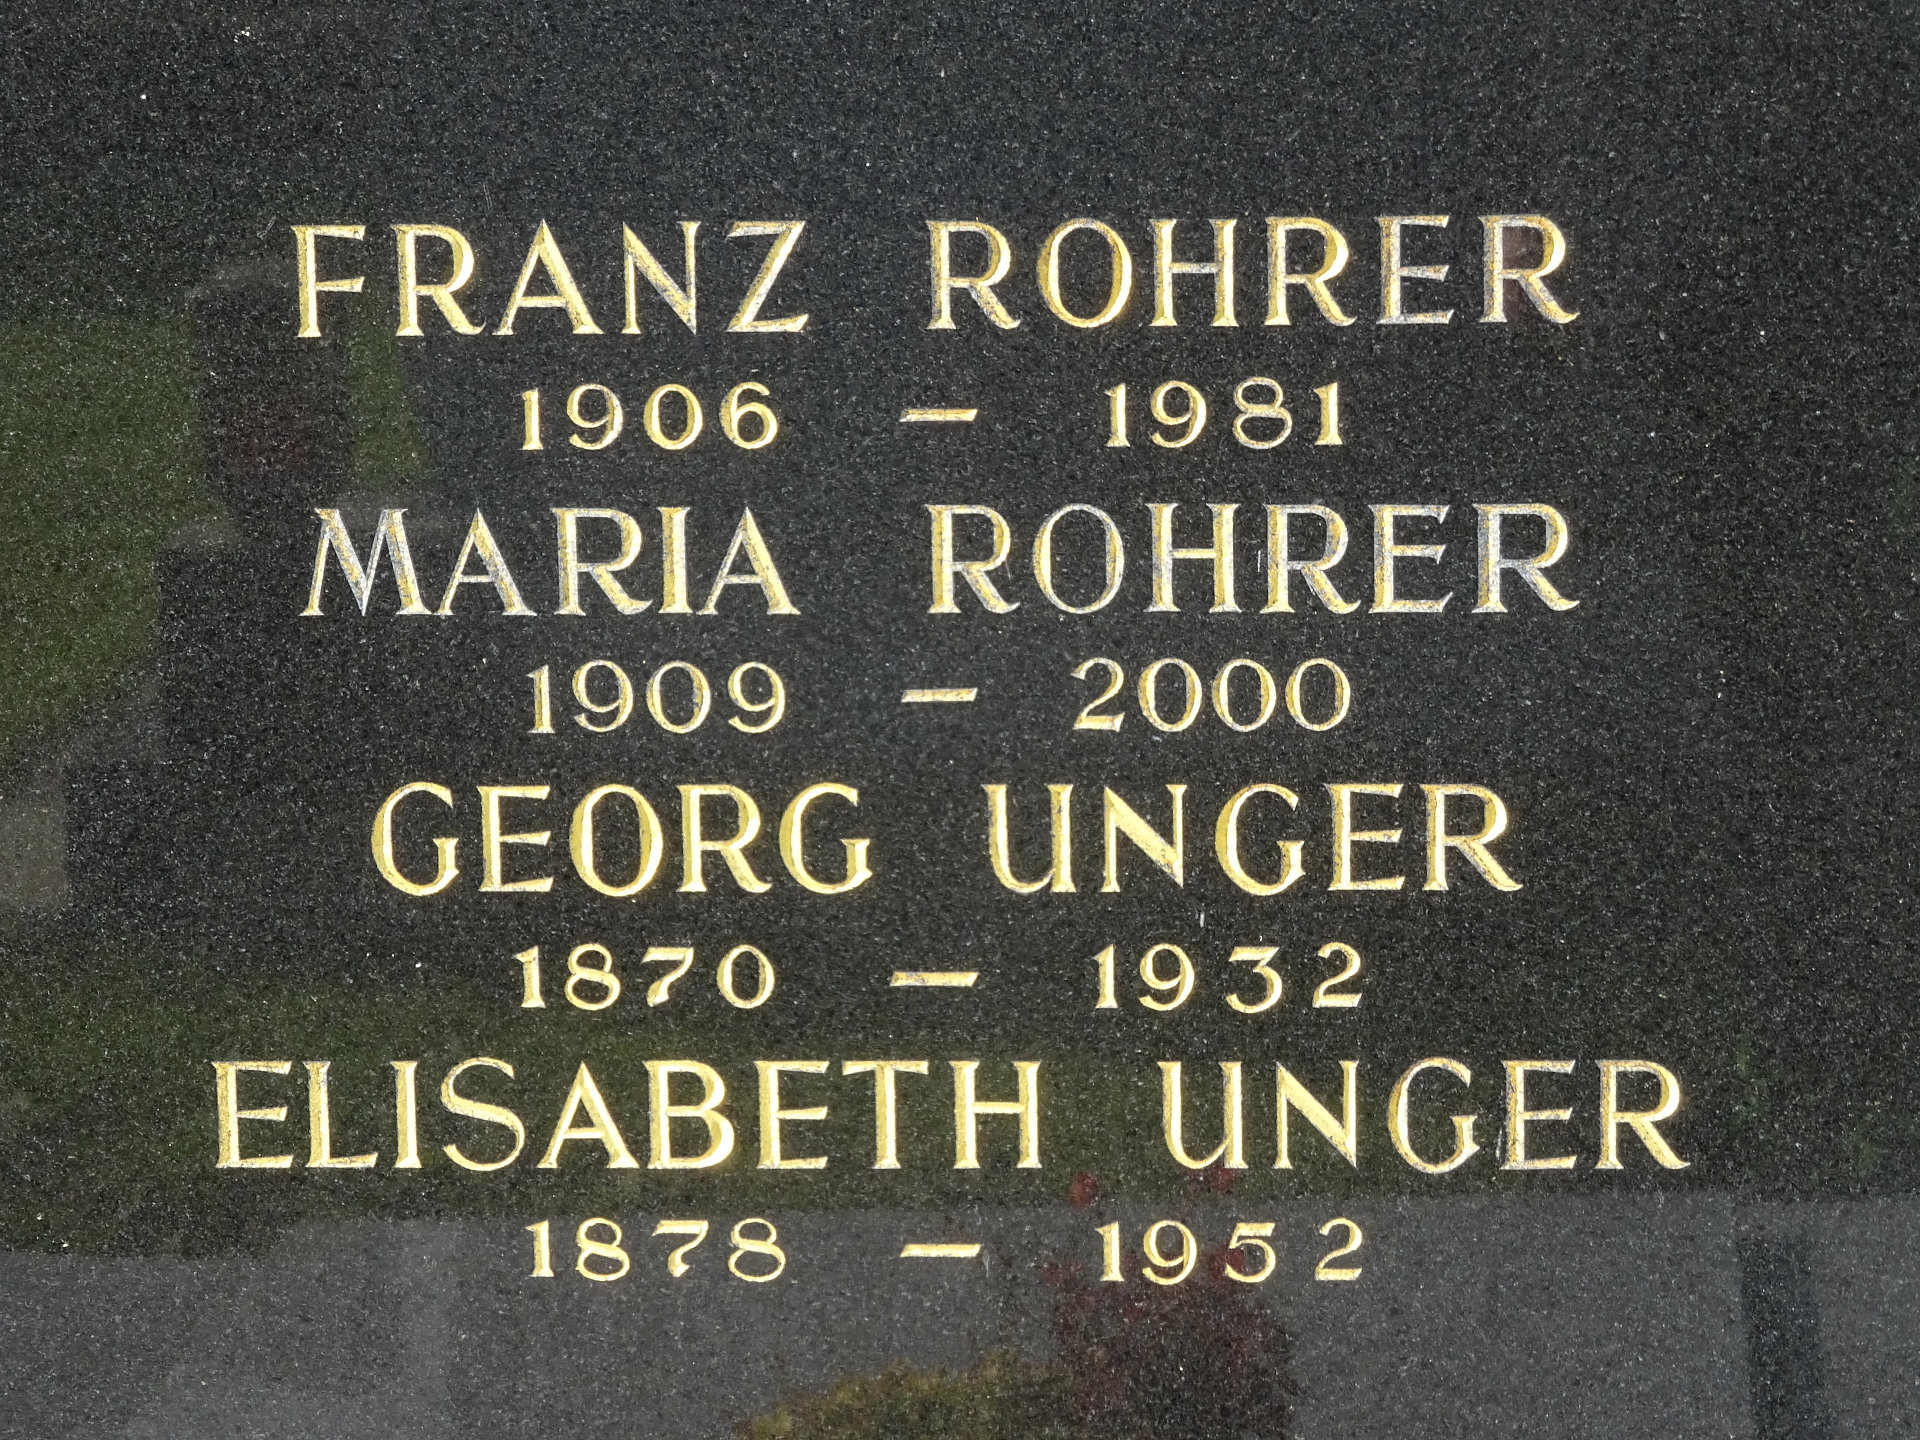 FRANZ ROHRER
1906 – 1981
MARIA ROHRER
1909 – 2000
GEORG UNGER
1870 – 1932
ELISABETH UNGER
1878 – 1952